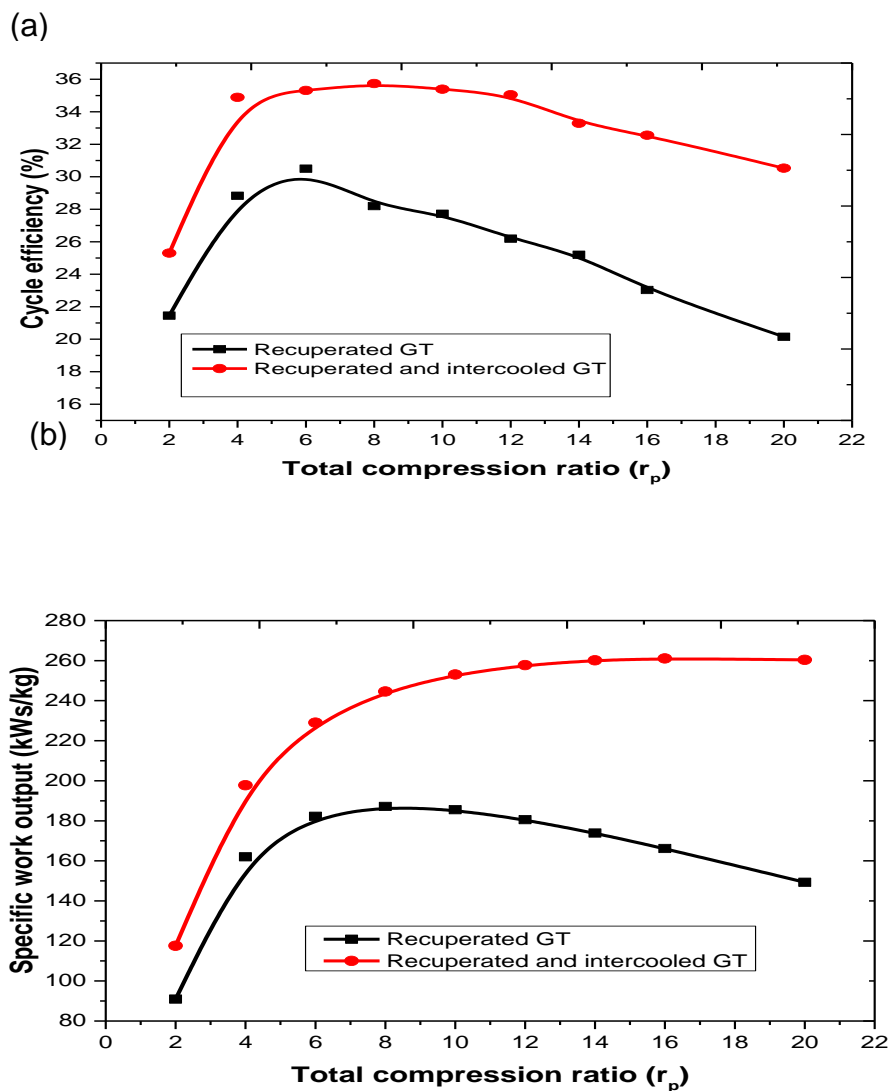 (a)
36
34
32
30
28
26
24
22
20
18
16
Cycle efficiency (%)
Recuperated GT
Recuperated and intercooled GT
0 2 4 6 8 10 12 14 16 18 20 22
Total compression ratio (rp)
(b)
280
260
240
220
200
180
160
140
120
100
80
Specific work output (kWs/kg)
Recuperated GT
Recuperated and intercooled GT
0 2 4 6 8 10 12 14 16 18 20 22
Total compression ratio (rp)